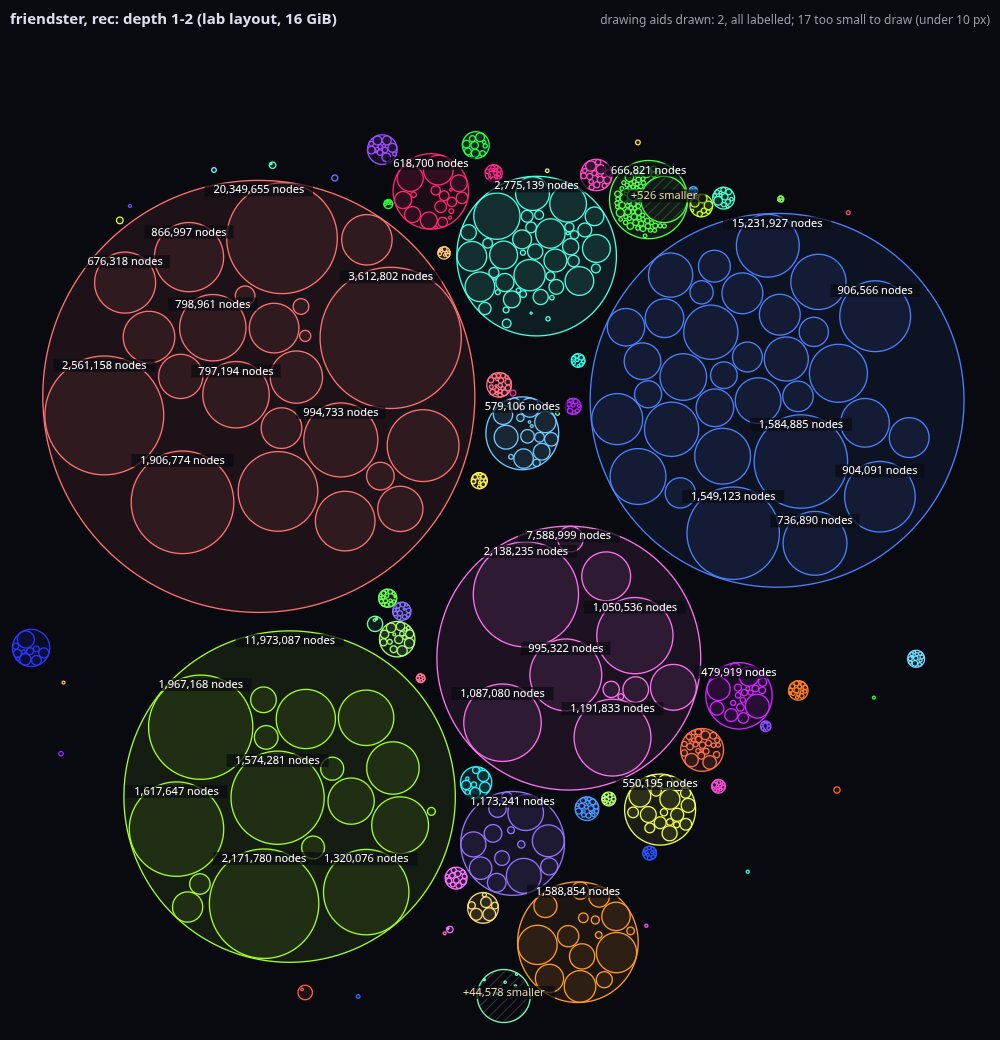 friendster, rec: depth 1-2 (lab layout, 16 GiB)
drawing aids drawn: 2, all labelled; 17 too small to draw (under 10 px)
618,700 nodes
666,821 nodes
2,775,139 nodes
20,349,655 nodes
+526 smaller
15,231,927 nodes
866,997 nodes
676,318 nodes
3,612,802 nodes
906,566 nodes
798,961 nodes
2,561,158 nodes
797,194 nodes
579,106 nodes
994,733 nodes
1,584,885 nodes
1,906,774 nodes
904,091 nodes
1,549,123 nodes
736,890 nodes
7,588,999 nodes
2,138,235 nodes
1,050,536 nodes
11,973,087 nodes
995,322 nodes
479,919 nodes
1,967,168 nodes
1,087,080 nodes
1,191,833 nodes
1,574,281 nodes
550,195 nodes
1,617,647 nodes
1,173,241 nodes
2,171,780 nodes
1,320,076 nodes
1,588,854 nodes
+44,578 smaller